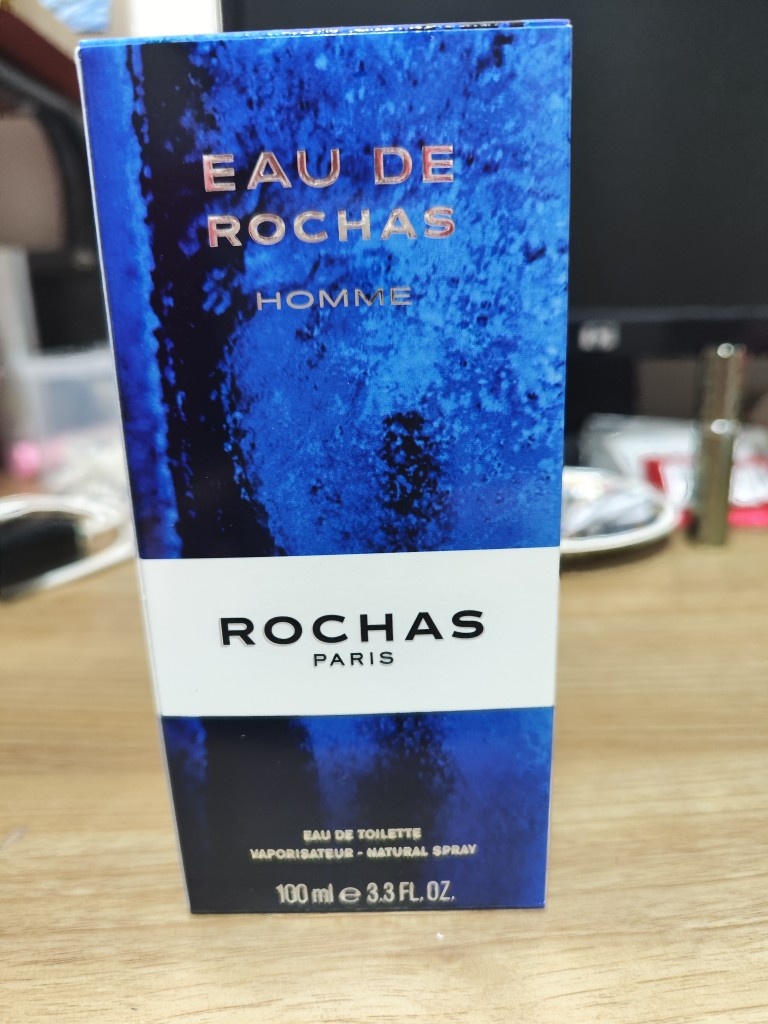 EAU DE
ROCHAS
HOMME
ROCHAS
PARIS
EAU DE TOILETTE
VAPORISATEUR - NATURAL SPRAY
100 ml ℮ 3.3 FL. OZ.